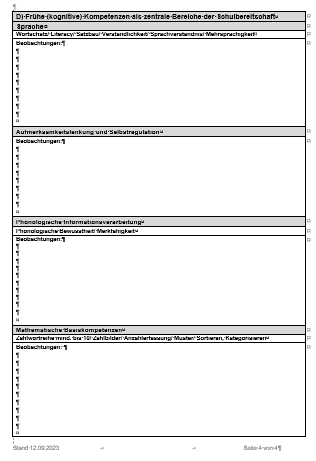 D) Frühe (kognitive) Kompetenzen als zentrale Bereiche der Schulbereitschaft
Sprache
Wortschatz/ Literacy/ Satzbau/ Verständlichkeit/ Sprachverständnis/ Mehrsprachigkeit
Beobachtungen:
Aufmerksamkeitslenkung und Selbstregulation
Beobachtungen:
Phonologische Informationsverarbeitung
Phonologische Bewusstheit/ Merkfähigkeit
Beobachtungen:
Mathematische Basiskompetenzen
Zahlwortreihe mind. bis 10/ Zahlbilder/ Anzahlerfassung/ Muster/ Sortieren, Kategorisieren
Beobachtungen:
Stand 12.09.2023 Seite 4 von 4